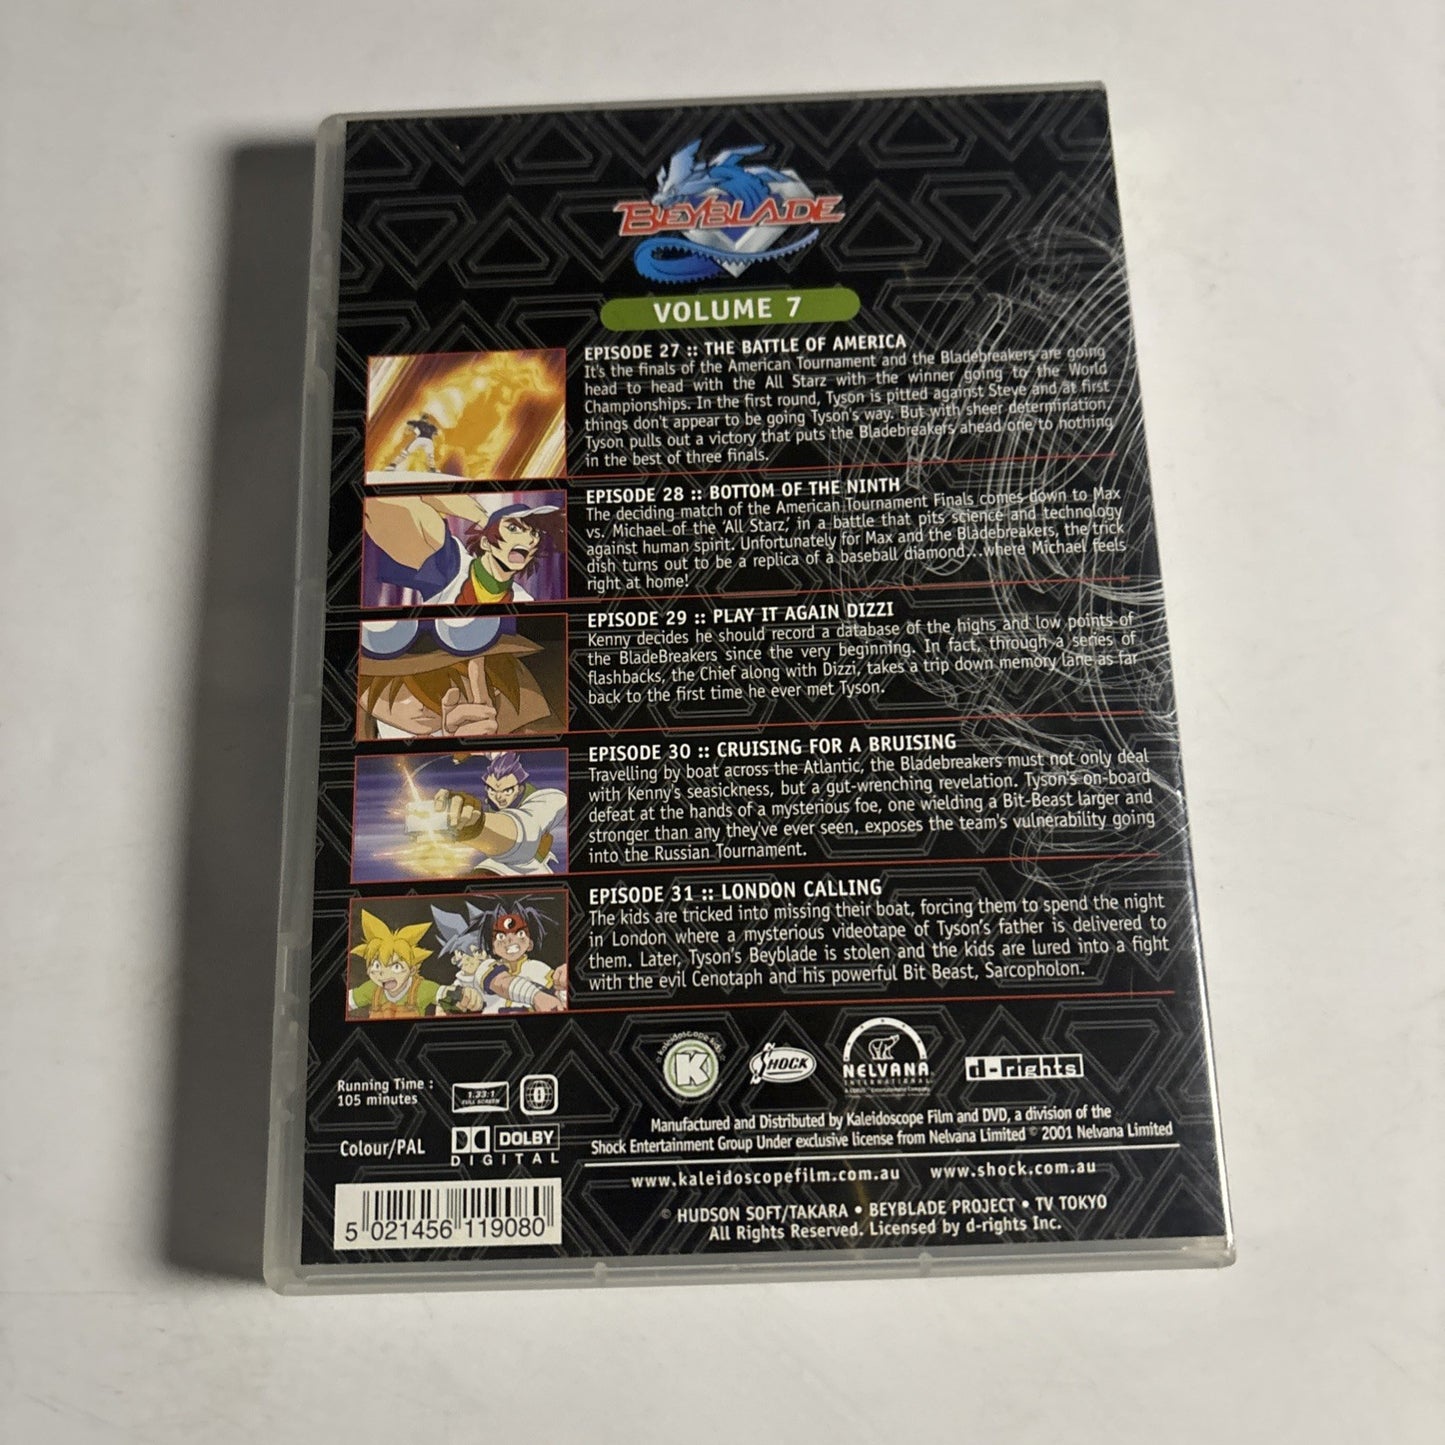 BEYBLADE
VOLUME 7
EPISODE 27 :: THE BATTLE OF AMERICA
It's the finals of the American Tournament and the Bladebreakers are going
head to head with the All Starz with the winner going to the World
Championships. In the first round, Tyson is pitted against Steve and at first
things don't appear to be going Tyson's way. But with sheer determination,
Tyson pulls out a victory that puts the Bladebreakers ahead one to nothing
in the best of three finals.
EPISODE 28 :: BOTTOM OF THE NINTH
The deciding match of the American Tournament Finals comes down to Max
vs. Michael of the 'All Starz,' in a battle that pits science and technology
against human spirit. Unfortunately for Max and the Bladebreakers, the trick
dish turns out to be a replica of a baseball diamond,...where Michael feels
right at home!
EPISODE 29 :: PLAY IT AGAIN DIZZI
Kenny decides he should record a database of the highs and low points of
the BladeBreakers since the very beginning. In fact, through a series of
flashbacks, the Chief along with Dizzi, takes a trip down memory lane as far
back to the first time he ever met Tyson.
EPISODE 30 :: CRUISING FOR A BRUISING
Travelling by boat across the Atlantic, the Bladebreakers must not only deal
with Kenny's seasickness, but a gut-wrenching revelation. Tyson's on-board
defeat at the hands of a mysterious foe, one wielding a Bit-Beast larger and
stronger than any they've ever seen, exposes the team's vulnerability going
into the Russian Tournament.
EPISODE 31 :: LONDON CALLING
The kids are tricked into missing their boat, forcing them to spend the night
in London where a mysterious videotape of Tyson's father is delivered to
them. Later, Tyson's Beyblade is stolen and the kids are lured into a fight
with the evil Cenotaph and his powerful Bit Beast, Sarcopholon.
Running Time :
105 minutes
1.33:1
FULL SCREEN
0
Colour/PAL
DOLBY
DIGITAL
5 021456 119080
kaleidoscope kids
K
SHOCK
NELVANA
INTERNATIONAL
d-rights
Manufactured and Distributed by Kaleidoscope Film and DVD, a division of the
Shock Entertainment Group Under exclusive license from Nelvana Limited © 2001 Nelvana Limited
www.kaleidoscopefilm.com.au www.shock.com.au
© HUDSON SOFT/TAKARA • BEYBLADE PROJECT • TV TOKYO
All Rights Reserved. Licensed by d-rights Inc.